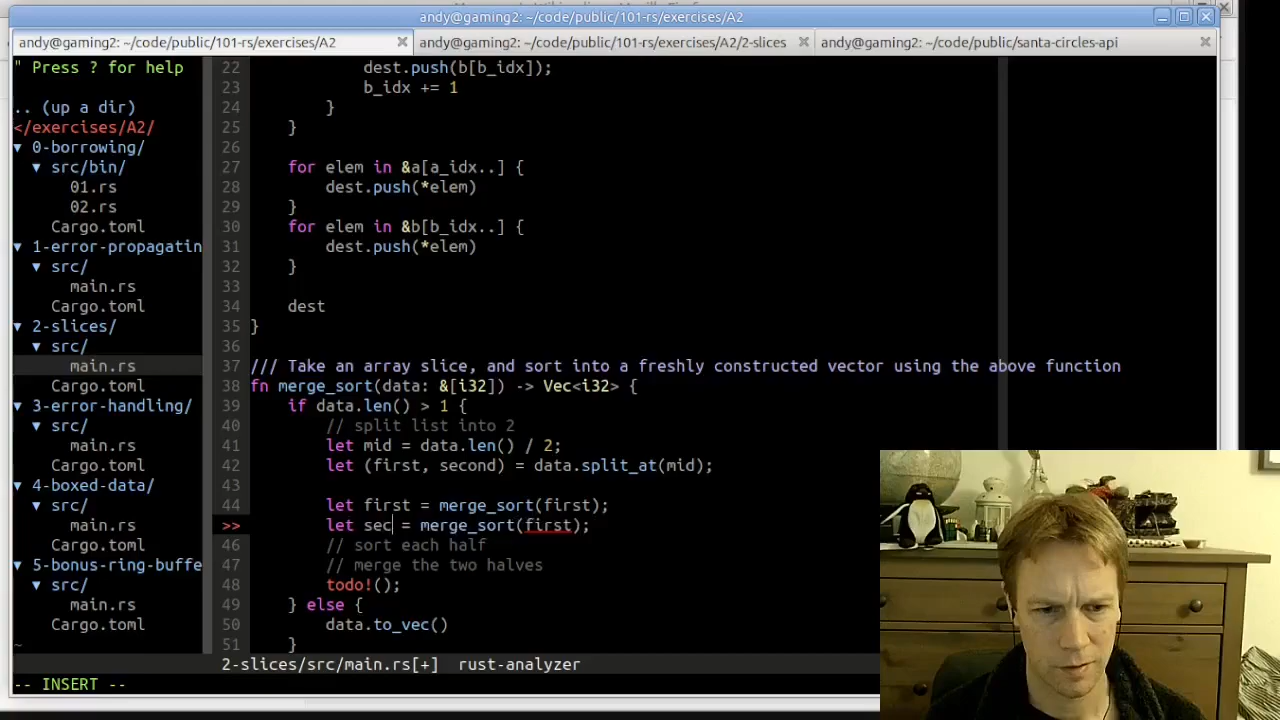 andy@gaming2: ~/code/public/101-rs/exercises/A2
andy@gaming2: ~/code/public/101-rs/exercises/A2
andy@gaming2: ~/code/public/101-rs/exercises/A2/2-slices
andy@gaming2: ~/code/public/santa-circles-api
" Press ? for help
.. (up a dir)
</exercises/A2/
▼ 0-borrowing/
▼ src/bin/
01.rs
02.rs
Cargo.toml
▼ 1-error-propagatin
▼ src/
main.rs
Cargo.toml
▼ 2-slices/
▼ src/
main.rs
Cargo.toml
▼ 3-error-handling/
▼ src/
main.rs
Cargo.toml
▼ 4-boxed-data/
▼ src/
main.rs
Cargo.toml
▼ 5-bonus-ring-buffe
▼ src/
main.rs
Cargo.toml
~
22 dest.push(b[b_idx]);
23 b_idx += 1
24 }
25 }
26
27 for elem in &a[a_idx..] {
28 dest.push(*elem)
29 }
30 for elem in &b[b_idx..] {
31 dest.push(*elem)
32 }
33
34 dest
35 }
36
37 /// Take an array slice, and sort into a freshly constructed vector using the above function
38 fn merge_sort(data: &[i32]) -> Vec<i32> {
39 if data.len() > 1 {
40 // split list into 2
41 let mid = data.len() / 2;
42 let (first, second) = data.split_at(mid);
43
44 let first = merge_sort(first);
>> let sec = merge_sort(first);
46 // sort each half
47 // merge the two halves
48 todo!();
49 } else {
50 data.to_vec()
51 }
2-slices/src/main.rs[+] rust-analyzer
-- INSERT --